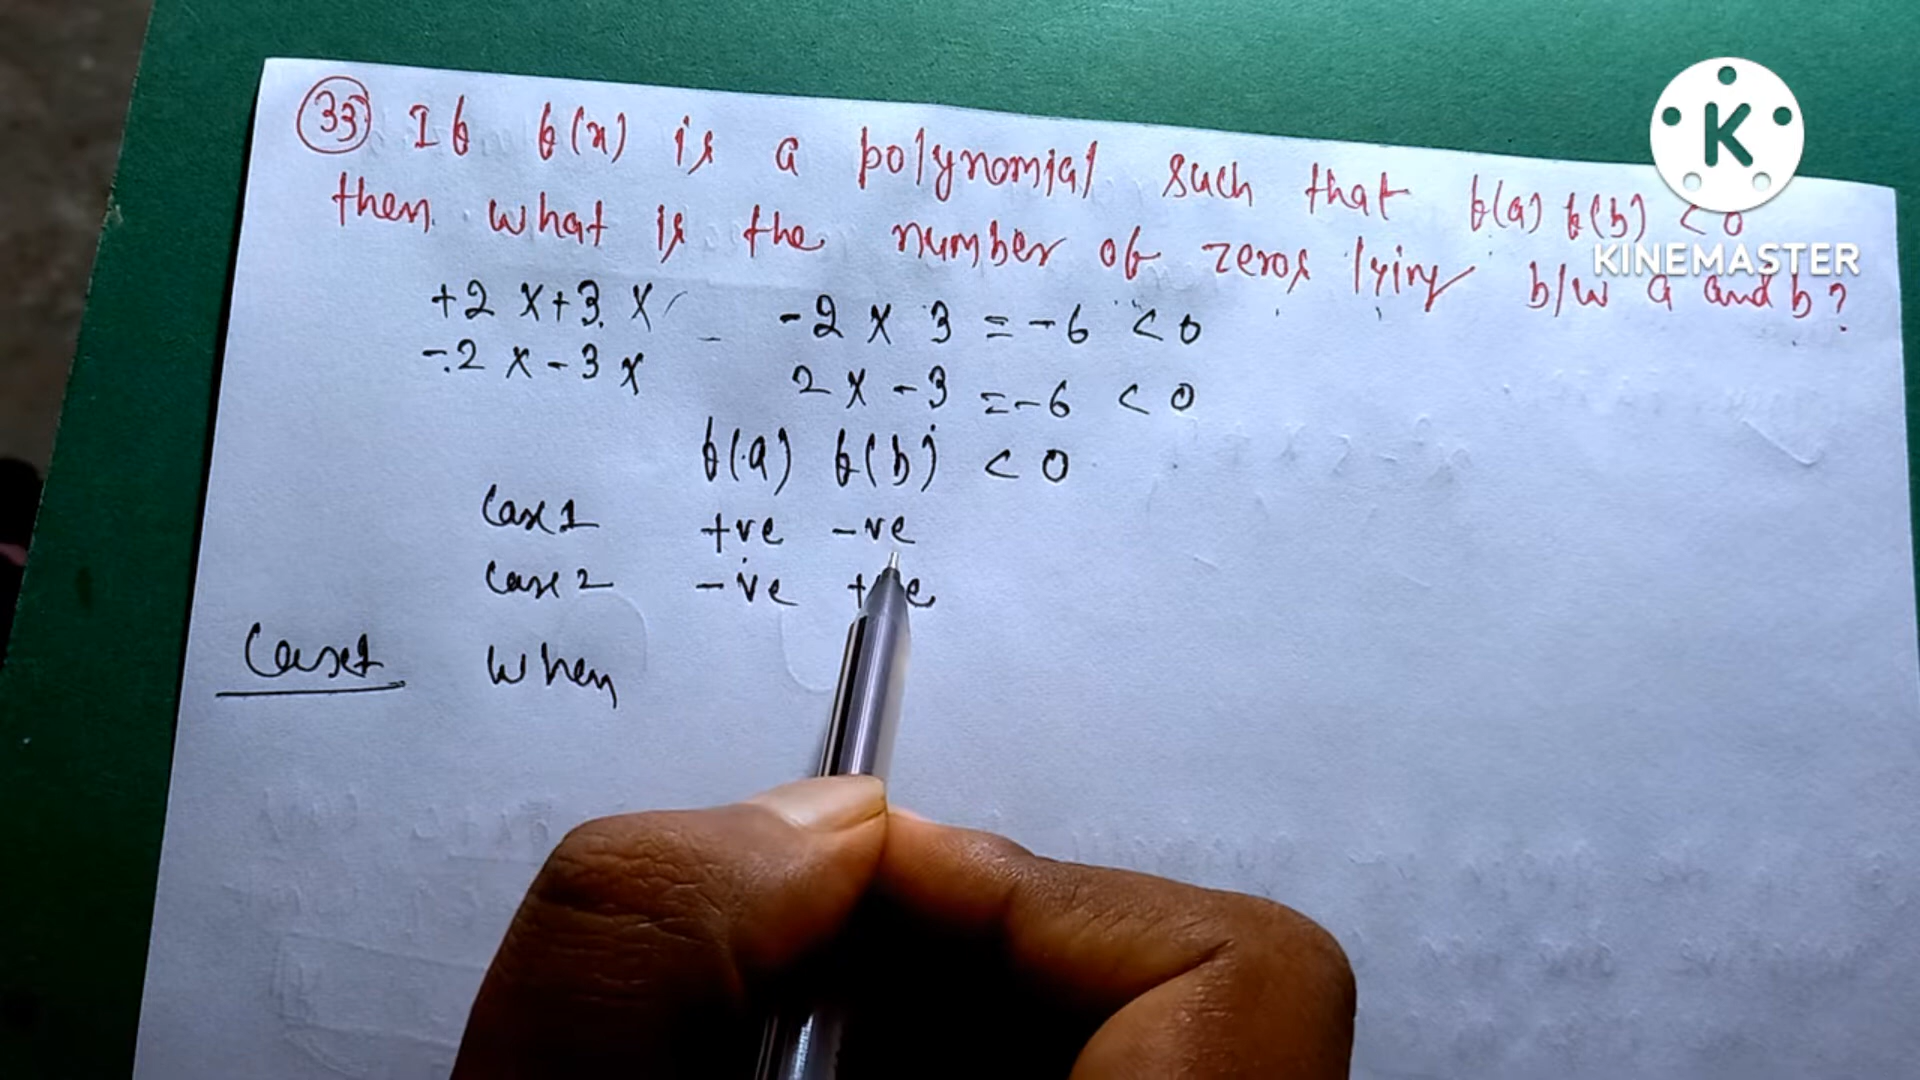 33 If f(x) is a polynomial such that f(a) f(b) < 0
then what is the number of zeros lying b/w a and b?
+2 x+3 x
-2 x 3 = -6 < 0
-2 x -3 x
2 x -3 = -6 < 0
f(a) f(b) < 0
Case 1 +ve -ve
Case 2 -ve +ve
Case 1 When
K
KINEMASTER